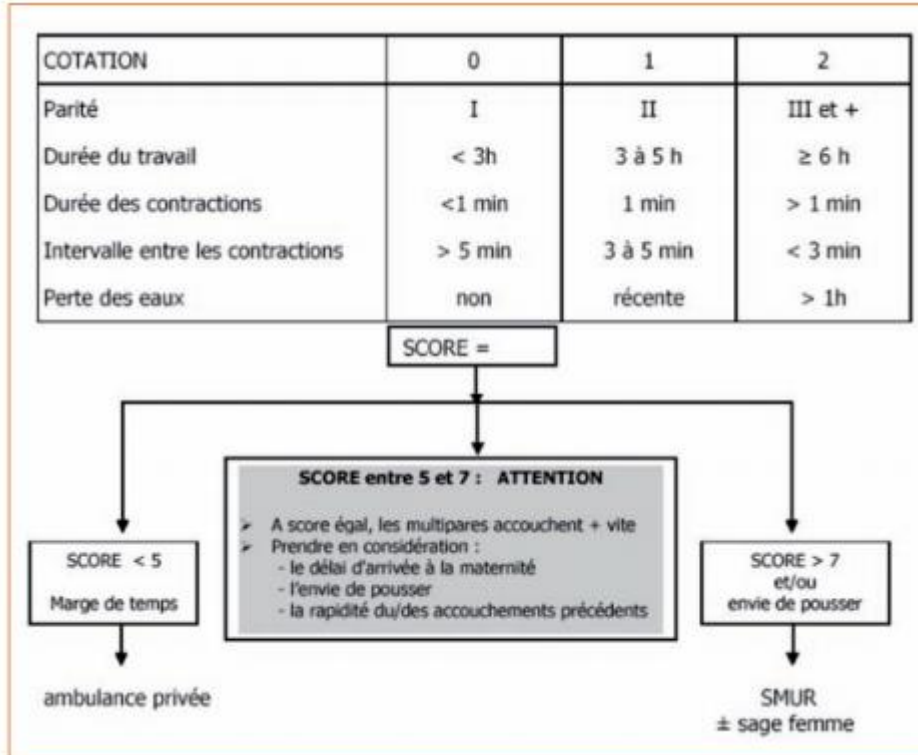 COTATION 0 1 2
Parité I II III et +
Durée du travail < 3h 3 à 5 h ≥ 6 h
Durée des contractions <1 min 1 min > 1 min
Intervalle entre les contractions > 5 min 3 à 5 min < 3 min
Perte des eaux non récente > 1h
SCORE =
SCORE < 5
Marge de temps
ambulance privée
SCORE entre 5 et 7 : ATTENTION
➢ A score égal, les multipares accouchent + vite
➢ Prendre en considération :
- le délai d'arrivée à la maternité
- l'envie de pousser
- la rapidité du/des accouchements précédents
SCORE > 7
et/ou
envie de pousser
SMUR
± sage femme